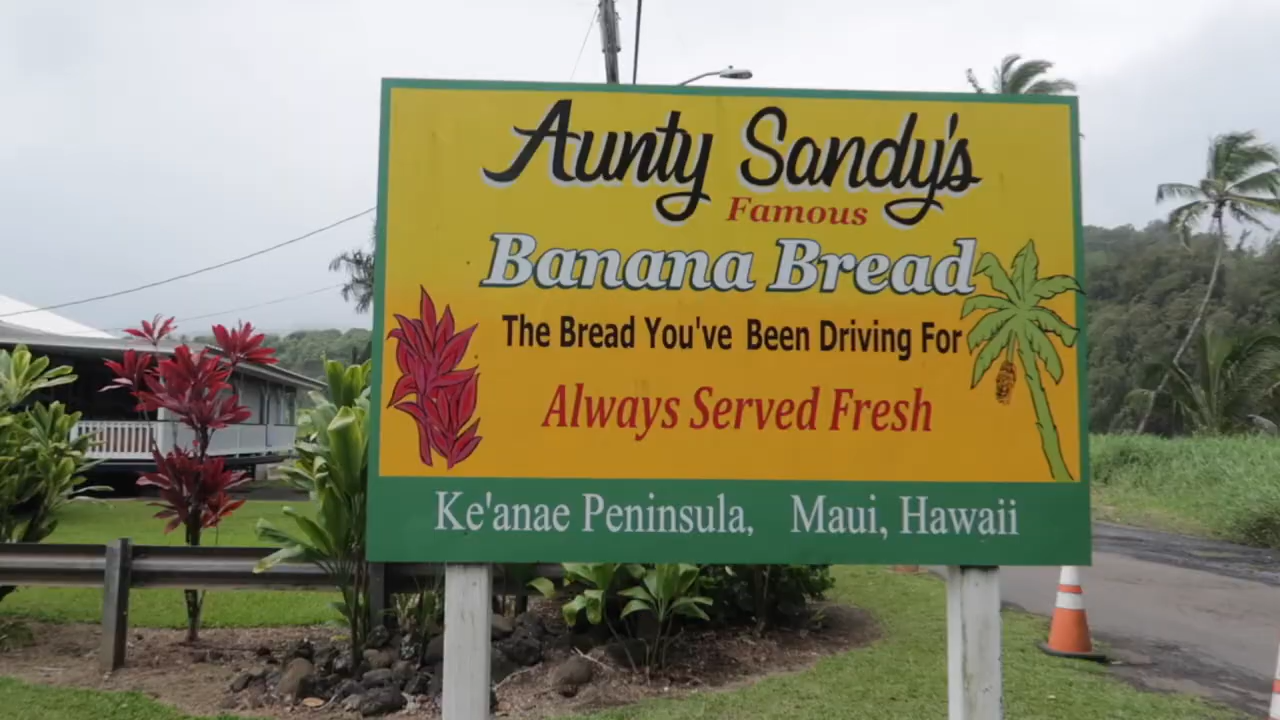 Aunty Sandy's
Famous
Banana Bread
The Bread You've Been Driving For
Always Served Fresh
Ke'anae Peninsula, Maui, Hawaii